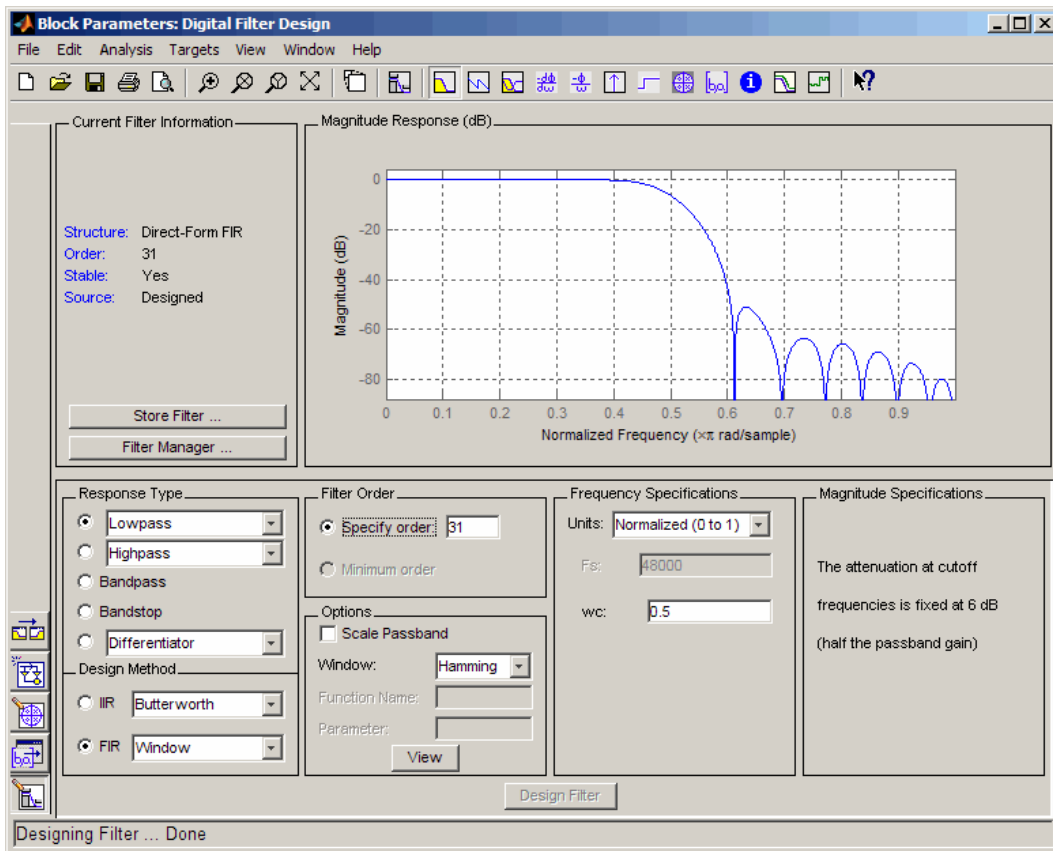 Block Parameters: Digital Filter Design
File Edit Analysis Targets View Window Help
Current Filter Information
Structure: Direct-Form FIR
Order: 31
Stable: Yes
Source: Designed
Store Filter ...
Filter Manager ...
Magnitude Response (dB)
Magnitude (dB)
0
-20
-40
-60
-80
0 0.1 0.2 0.3 0.4 0.5 0.6 0.7 0.8 0.9
Normalized Frequency (×π rad/sample)
Response Type
Lowpass
Highpass
Bandpass
Bandstop
Differentiator
Design Method
IIR Butterworth
FIR Window
Filter Order
Specify order: 31
Minimum order
Options
Scale Passband
Window: Hamming
Function Name:
Parameter:
View
Frequency Specifications
Units: Normalized (0 to 1)
Fs: 48000
wc: 0.5
Magnitude Specifications
The attenuation at cutoff
frequencies is fixed at 6 dB
(half the passband gain)
Design Filter
Designing Filter ... Done